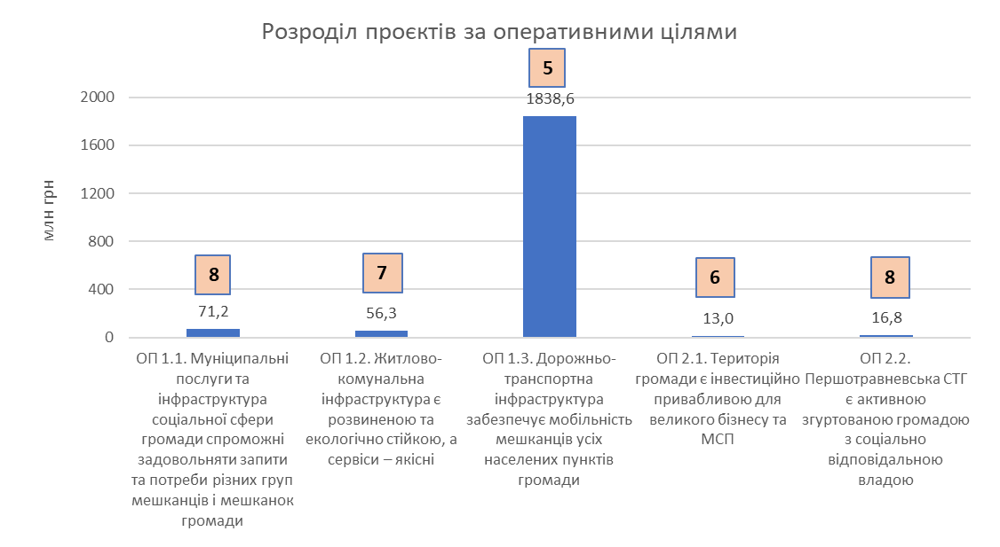 Розроділ проєктів за оперативними цілями
5
2000
1838,6
1600
1200
млн грн
800
8
7
6
8
400
71,2
56,3
13,0
16,8
0
ОП 1.1. Муніципальні
послуги та
інфраструктура
соціальної сфери
громади спроможні
задовольняти запити
та потреби різних груп
мешканців і мешканок
громади
ОП 1.2. Житлово-
комунальна
інфраструктура є
розвиненою та
екологічно стійкою, а
сервіси – якісні
ОП 1.3. Дорожньо-
транспортна
інфраструктура
забезпечує мобільність
мешканців усіх
населених пунктів
громади
ОП 2.1. Територія
громади є інвестиційно
привабливою для
великого бізнесу та
МСП
ОП 2.2.
Першотравневська СТГ
є активною
згуртованою громадою
з соціально
відповідальною
владою